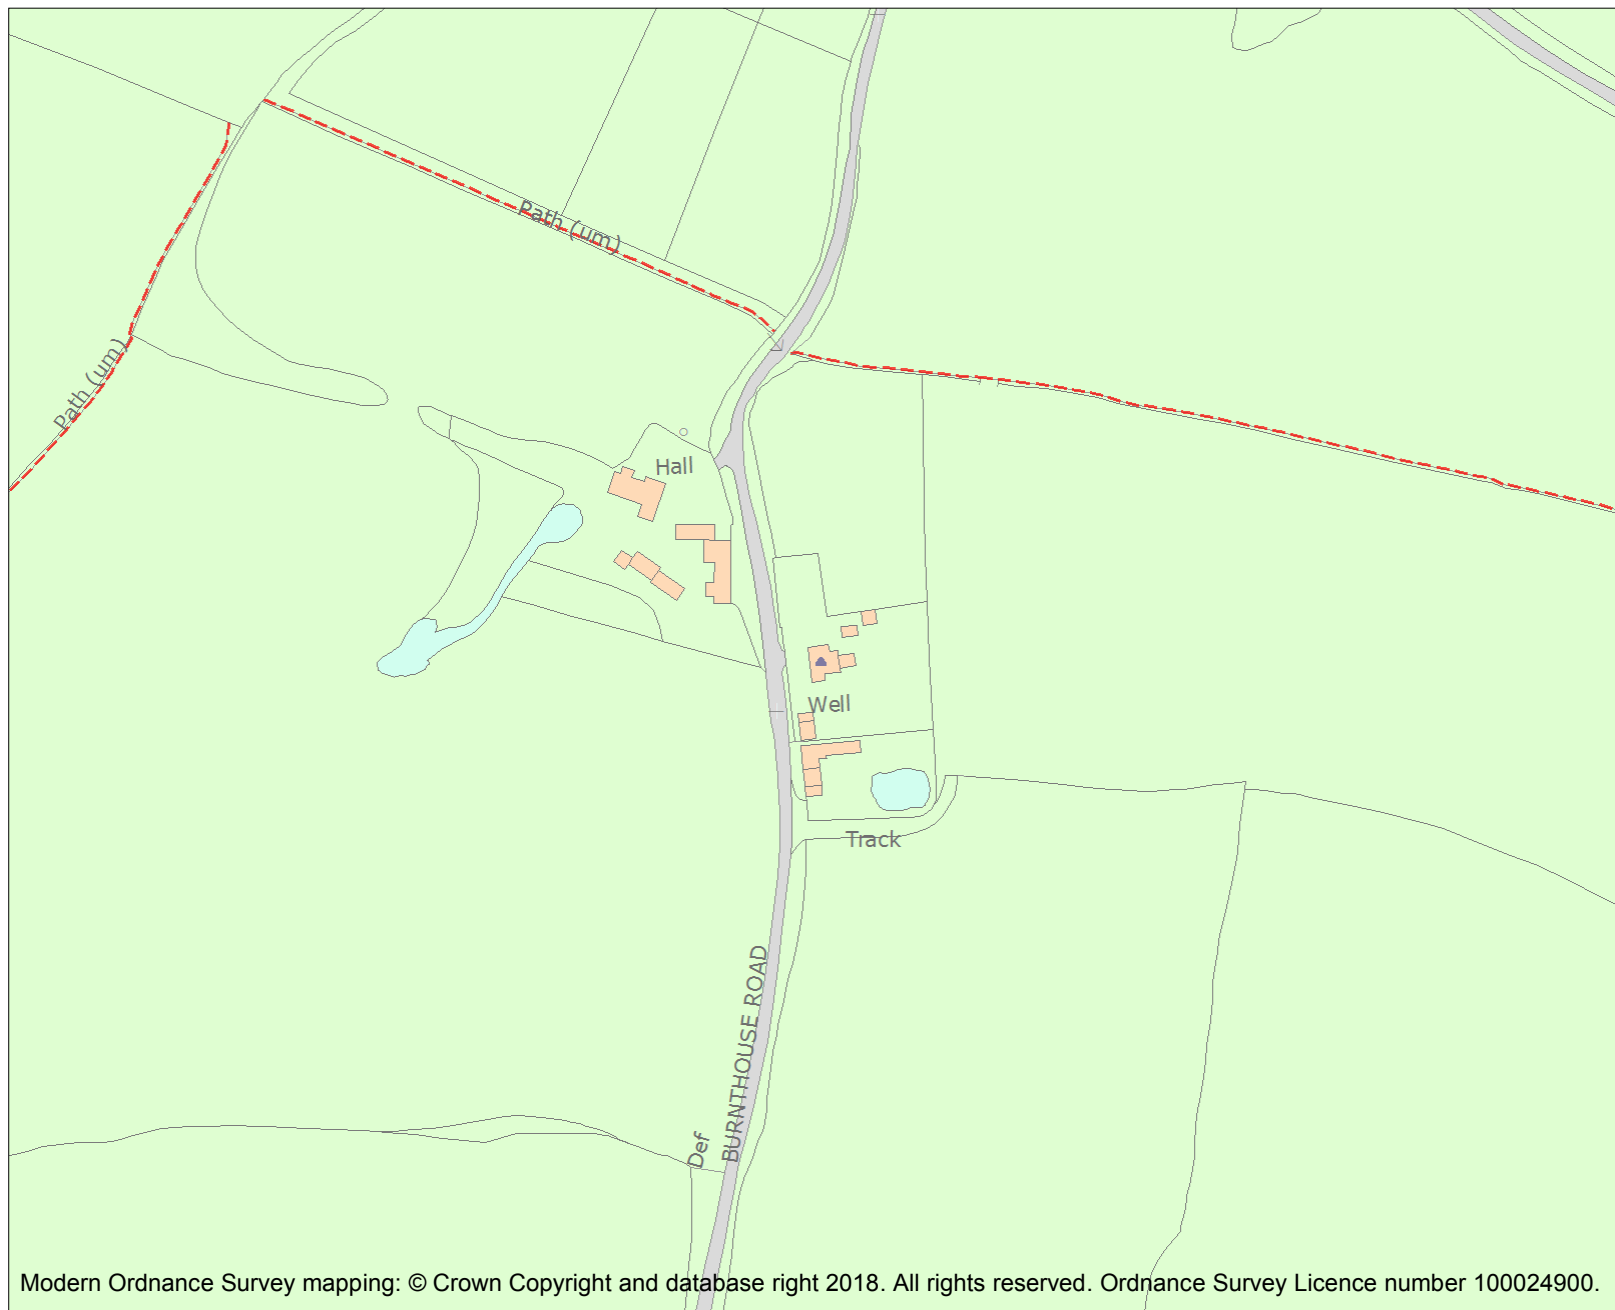 Path (um)
Path (um)
Hall
Well
Track
BURNTHOUSE ROAD
Def
Modern Ordnance Survey mapping: © Crown Copyright and database right 2018. All rights reserved. Ordnance Survey Licence number 100024900.